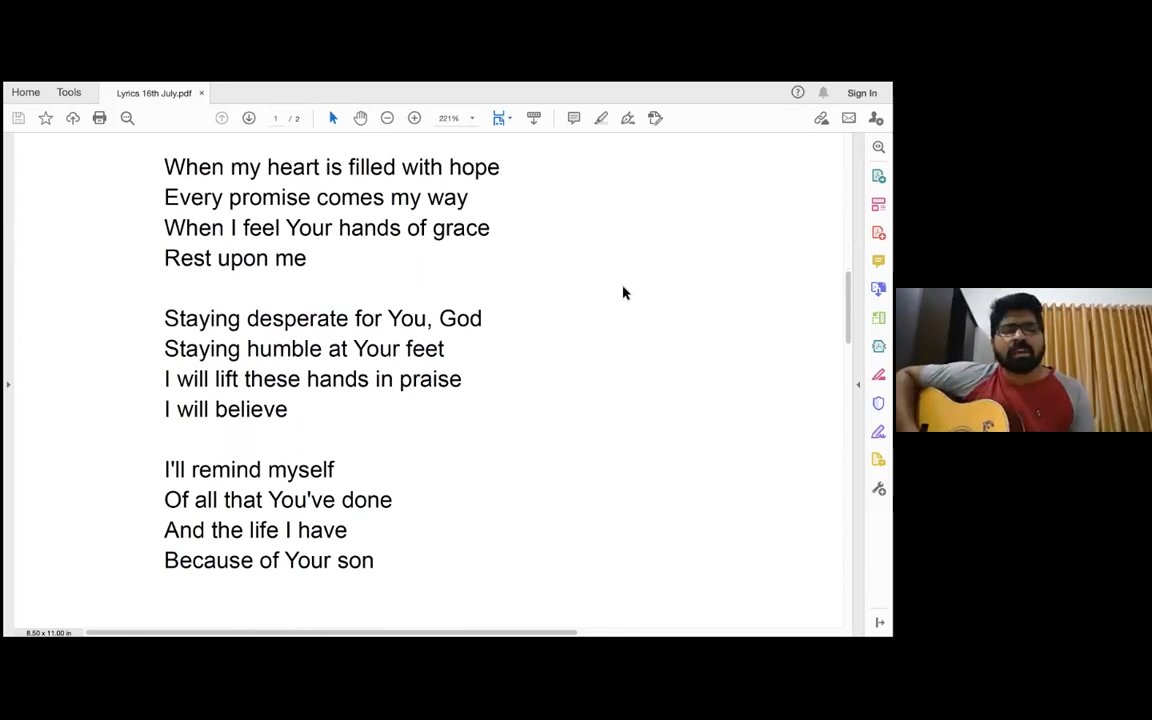 Home Tools Lyrics 16th July.pdf × Sign In
1 / 2 221%
When my heart is filled with hope
Every promise comes my way
When I feel Your hands of grace
Rest upon me
Staying desperate for You, God
Staying humble at Your feet
I will lift these hands in praise
I will believe
I'll remind myself
Of all that You've done
And the life I have
Because of Your son
8.50 x 11.00 in